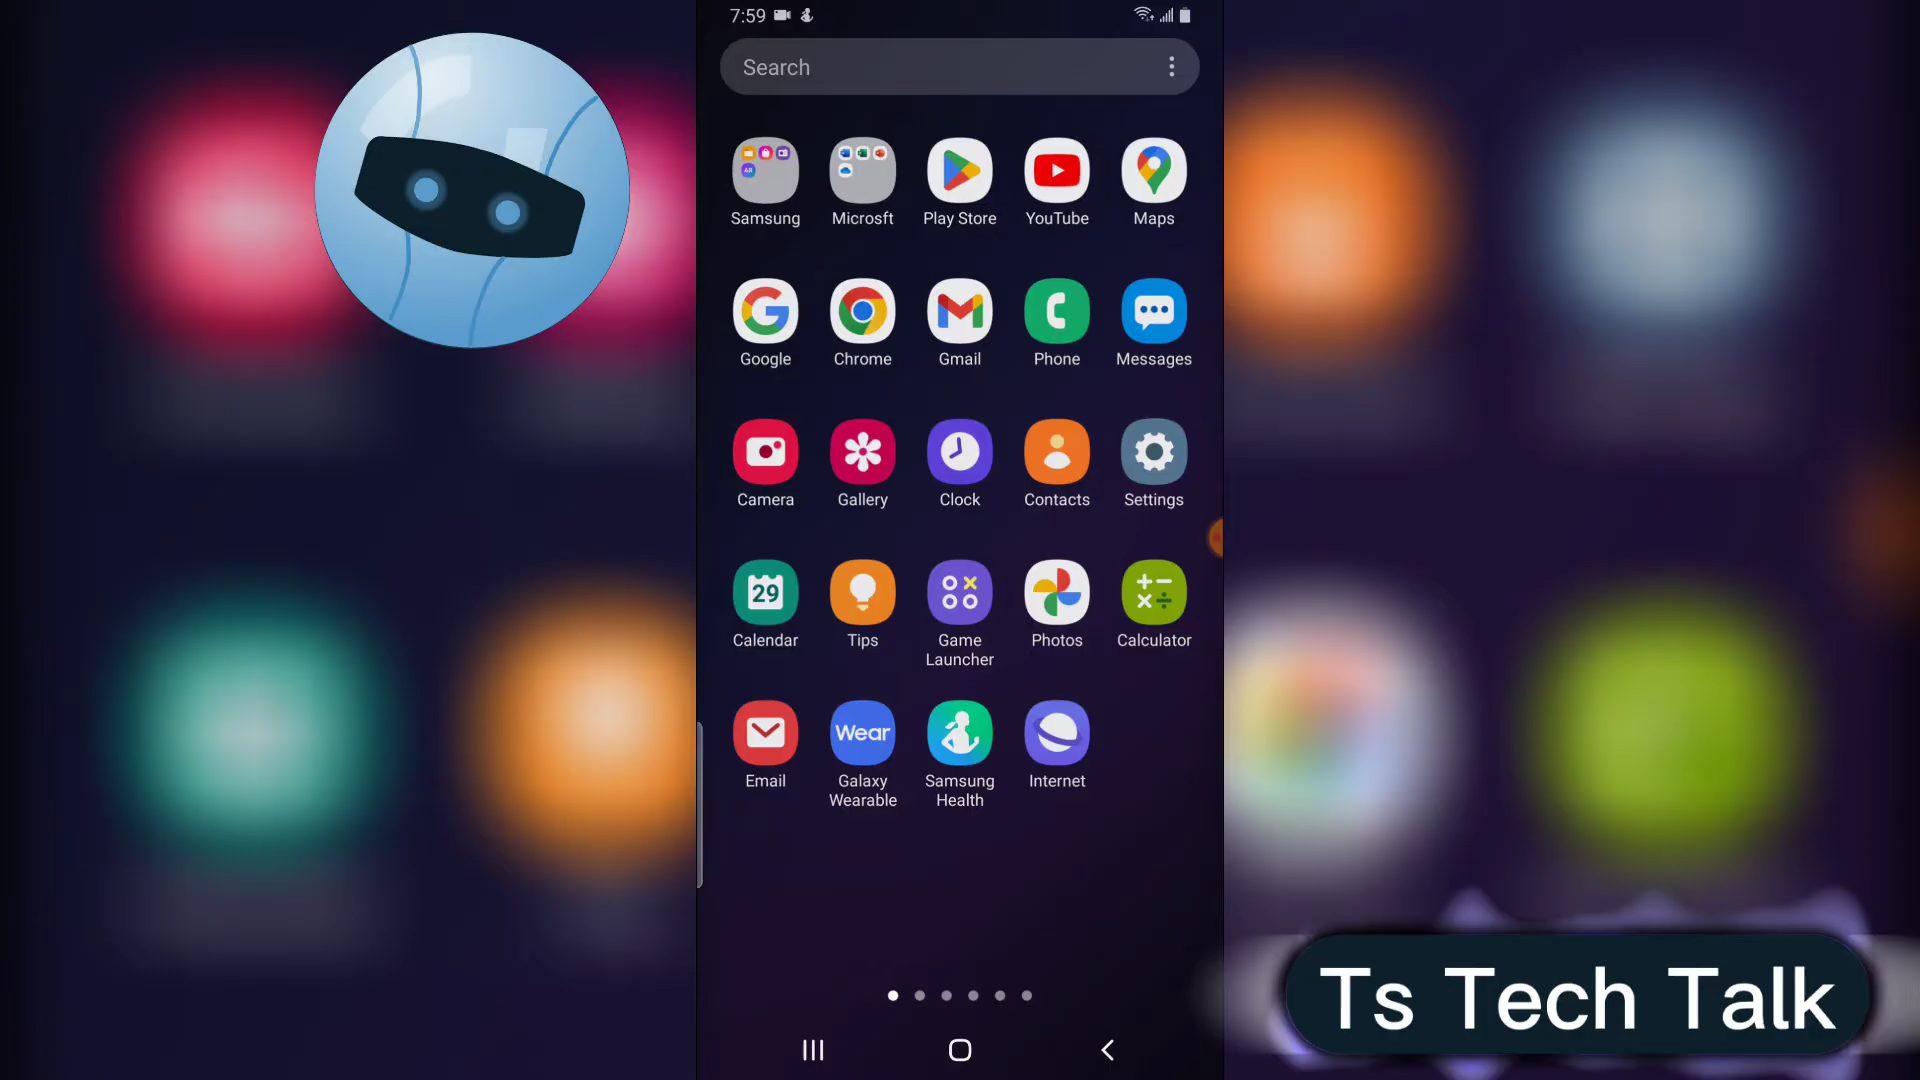 7:59
Search
Samsung Microsft Play Store YouTube Maps
Google Chrome Gmail Phone Messages
Camera Gallery Clock Contacts Settings
29
Calendar Tips Game Launcher Photos Calculator
Wear
Email Galaxy Wearable Samsung Health Internet
AR
Ts Tech Talk